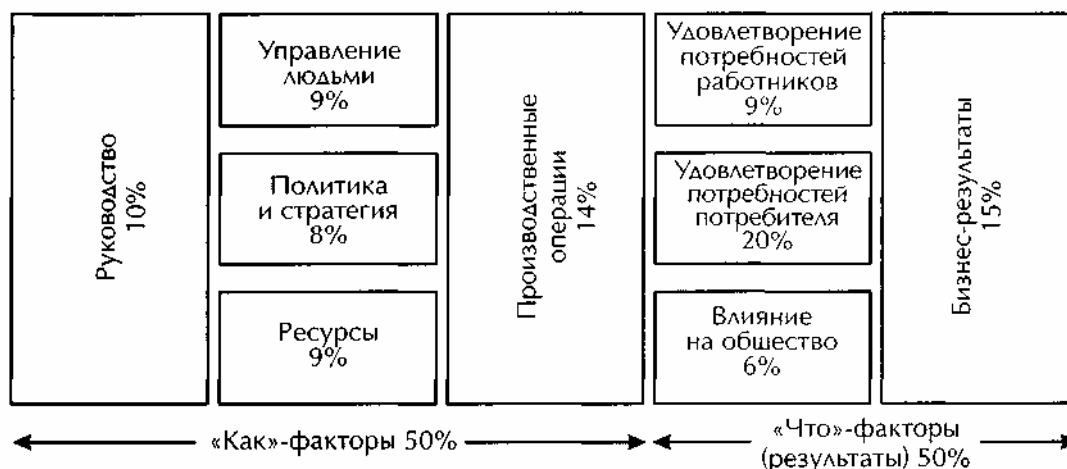 Руководство
10%
Управление
людьми
9%
Политика
и стратегия
8%
Ресурсы
9%
Производственные
операции
14%
Удовлетворение
потребностей
работников
9%
Удовлетворение
потребностей
потребителя
20%
Влияние
на общество
6%
Бизнес-результаты
15%
«Как»-факторы 50%
«Что»-факторы
(результаты) 50%